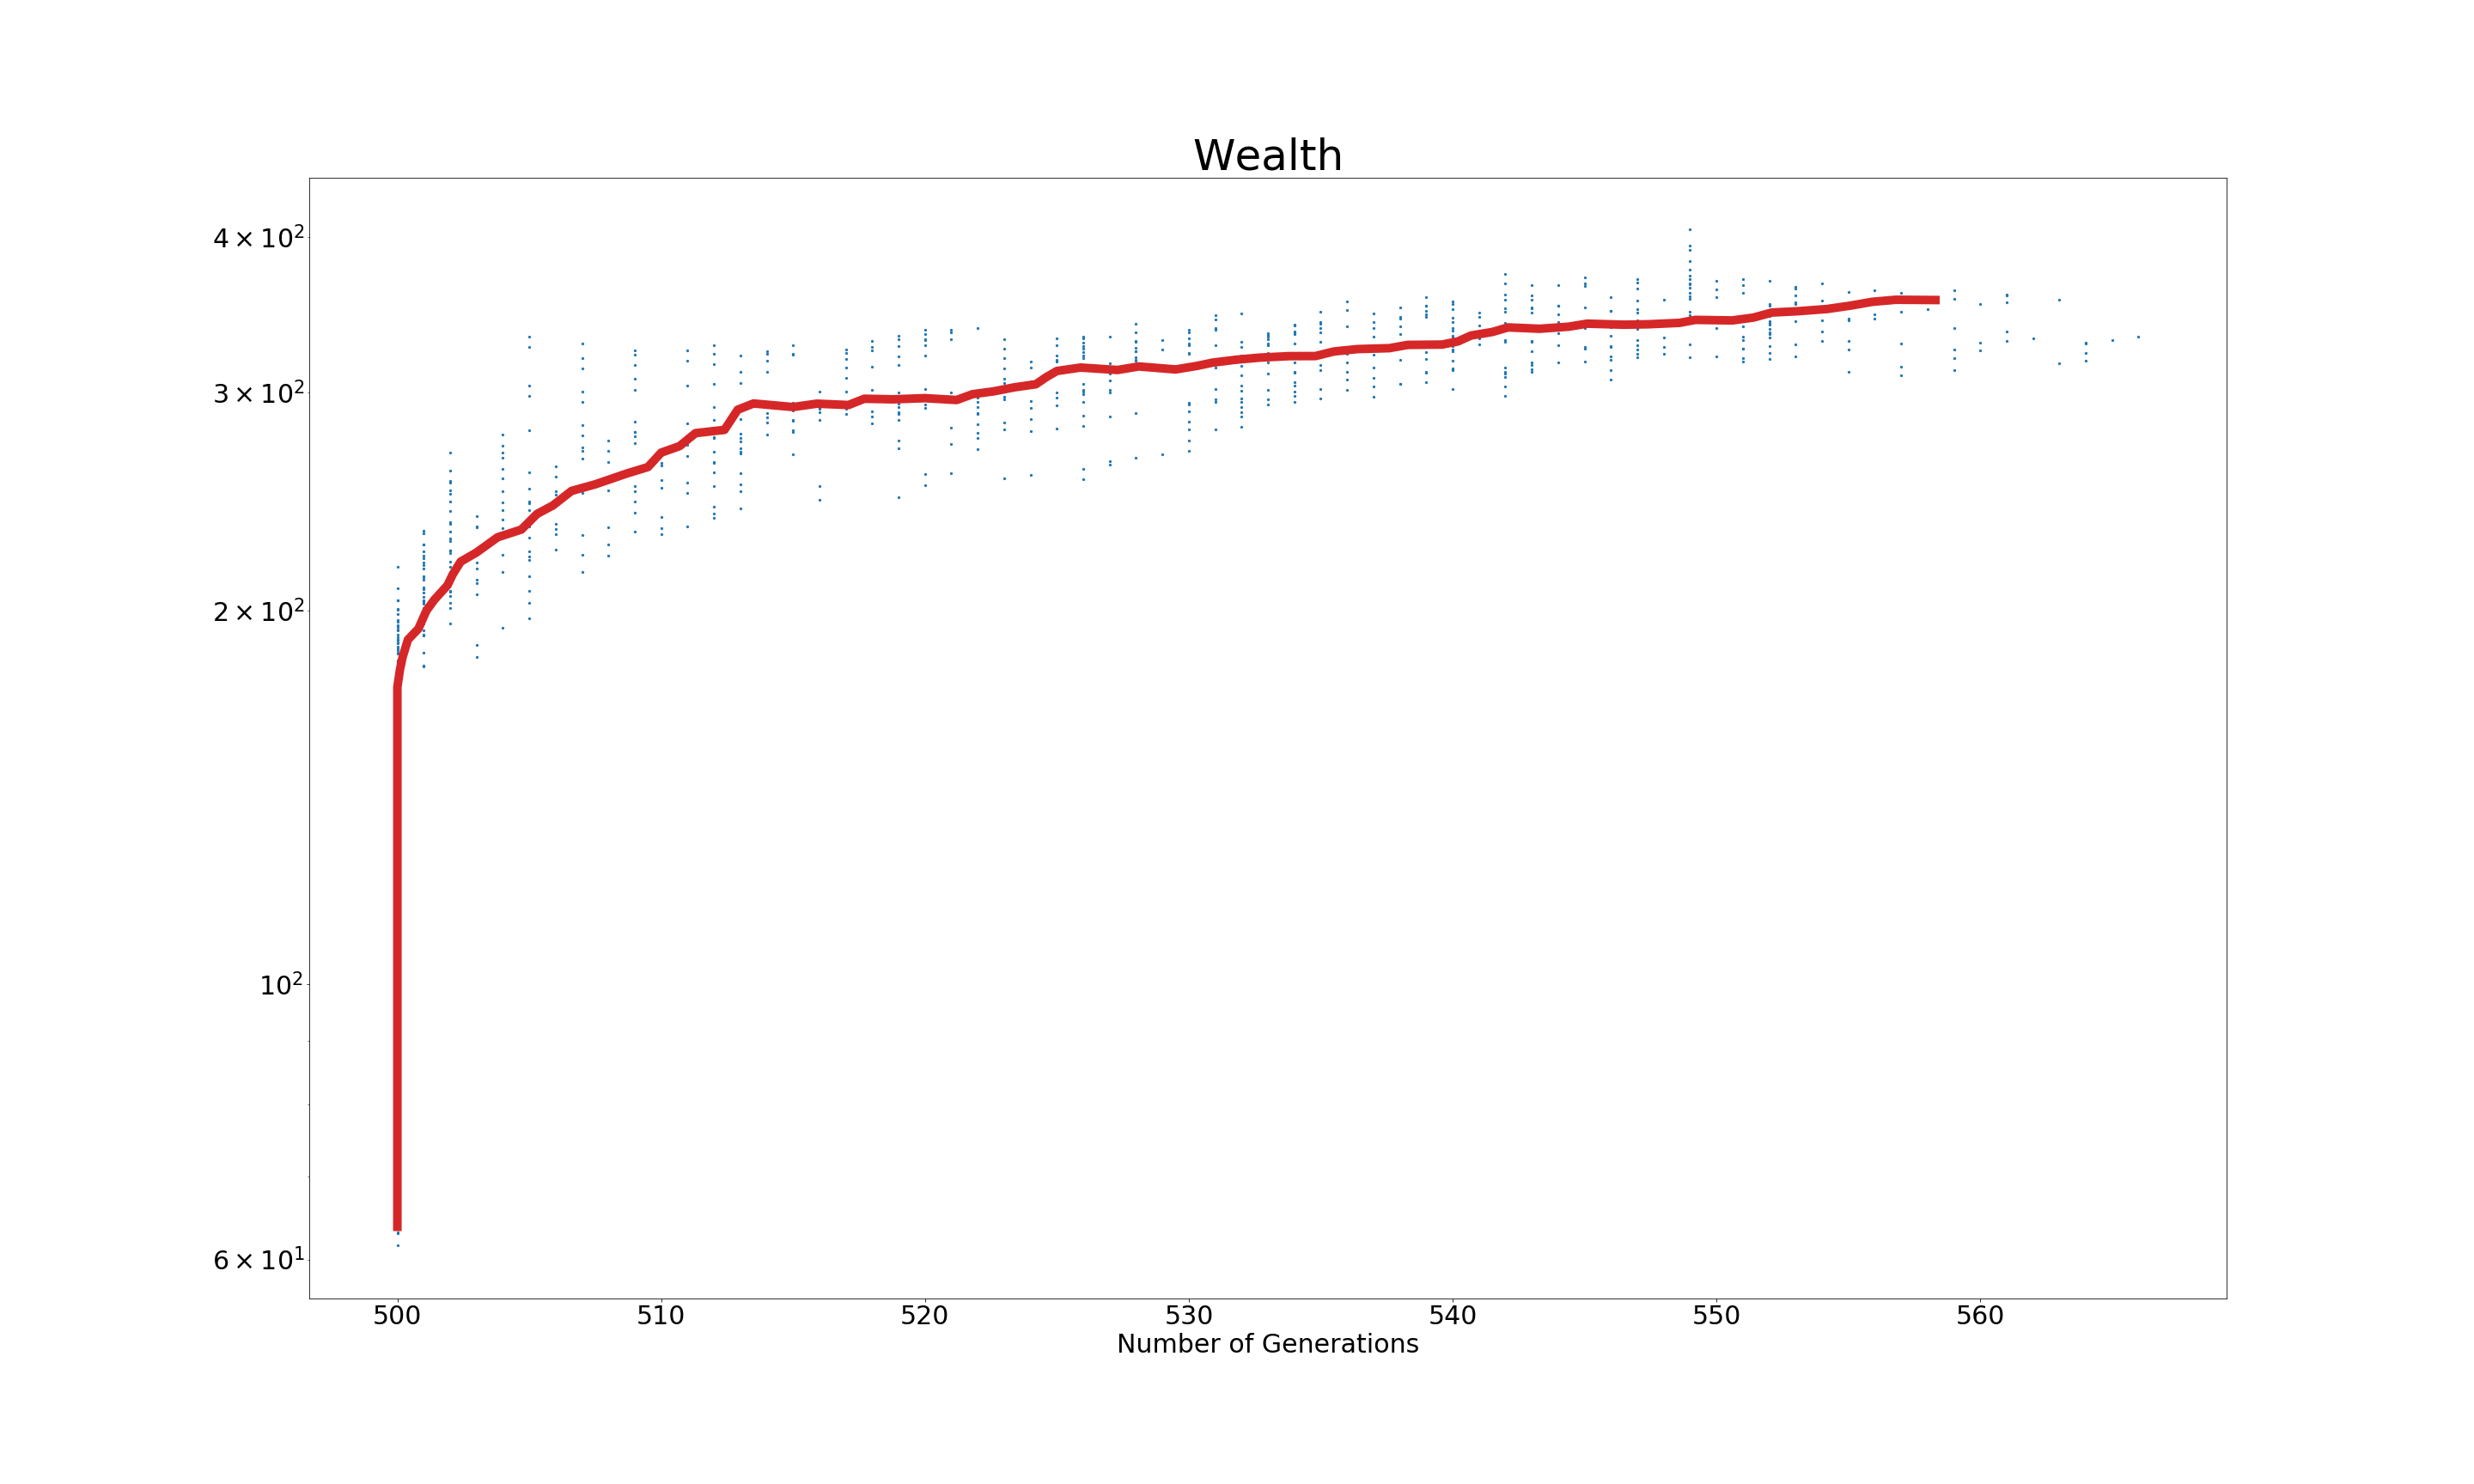 Wealth
4 × 10²
3 × 10²
2 × 10²
10²
6 × 10¹
500 510 520 530 540 550 560
Number of Generations